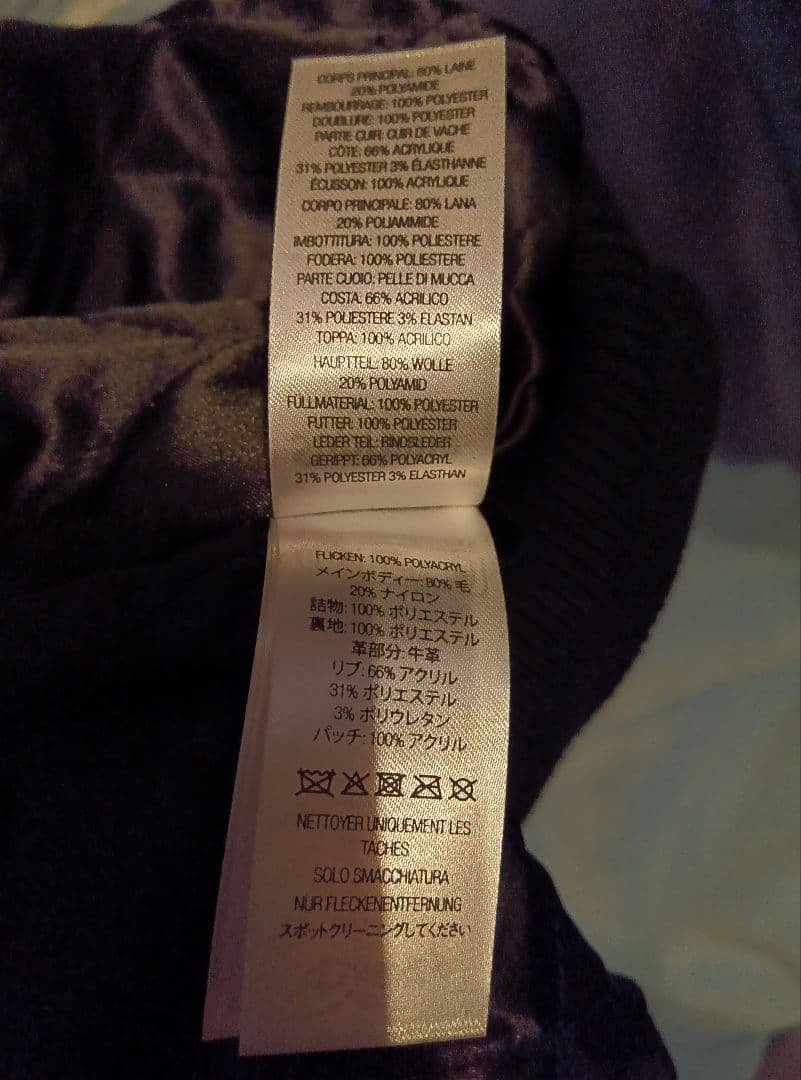 CORPS PRINCIPAL: 80% LAINE
20% POLYAMIDE
REMBOURRAGE: 100% POLYESTER
DOUBLURE: 100% POLYESTER
PARTIE CUIR: CUIR DE VACHE
CÔTE: 66% ACRYLIQUE
31% POLYESTER 3% ÉLASTHANNE
ÉCUSSON: 100% ACRYLIQUE
CORPO PRINCIPALE: 80% LANA
20% POLIAMMIDE
IMBOTTITURA: 100% POLIESTERE
FODERA: 100% POLIESTERE
PARTE CUOIO: PELLE DI MUCCA
COSTA: 66% ACRILICO
31% POLIESTERE 3% ELASTAN
TOPPA: 100% ACRILICO
HAUPTTEIL: 80% WOLLE
20% POLYAMID
FÜLLMATERIAL: 100% POLYESTER
FUTTER: 100% POLYESTER
LEDER TEIL: RINDSLEDER
GERIPPT: 66% POLYACRYL
31% POLYESTER 3% ELASTHAN
FLICKEN: 100% POLYACRYL
メインボディー: 80% 毛
20% ナイロン
詰物: 100% ポリエステル
裏地: 100% ポリエステル
革部分: 牛革
リブ: 66% アクリル
31% ポリエステル
3% ポリウレタン
パッチ: 100% アクリル
NETTOYER UNIQUEMENT LES
TACHES
SOLO SMACCHIATURA
NUR FLECKENENTFERNUNG
スポットクリーニングしてください